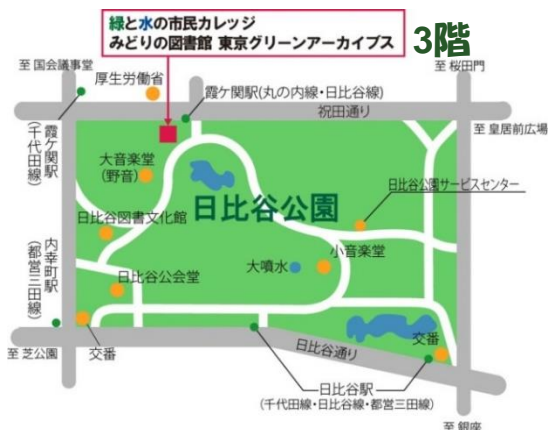 緑と水の市民カレッジ
みどりの図書館 東京グリーンアーカイブス
3階
至 国会議事堂
厚生労働省
至 桜田門
霞ケ関駅(丸の内線・日比谷線)
祝田通り
霞ケ関駅
(千代田線)
至 皇居前広場
大音楽堂
(野音)
日比谷公園サービスセンター
日比谷公園
日比谷図書文化館
内幸町駅
(都営三田線)
小音楽堂
大噴水
日比谷公会堂
至 芝公園
交番
日比谷通り
交番
日比谷駅
(千代田線・日比谷線・都営三田線)
至 銀座